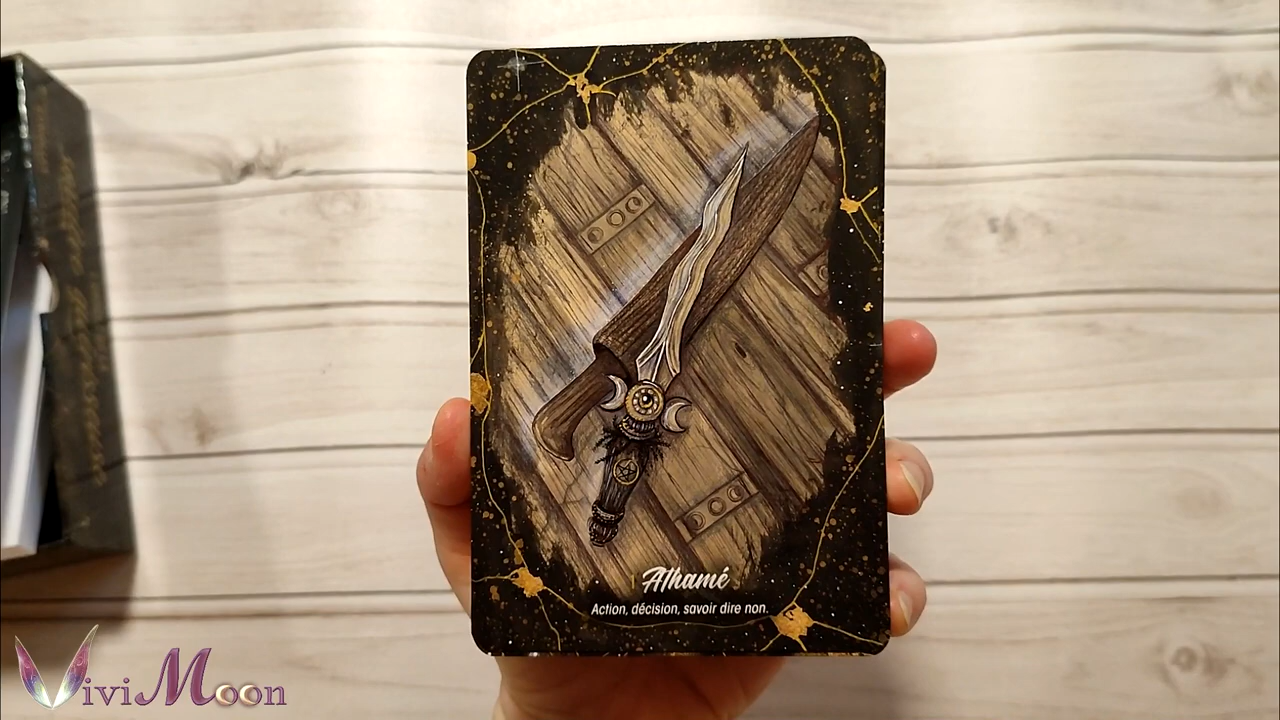 Athamé
Action, décision, savoir dire non.
ViviMoon